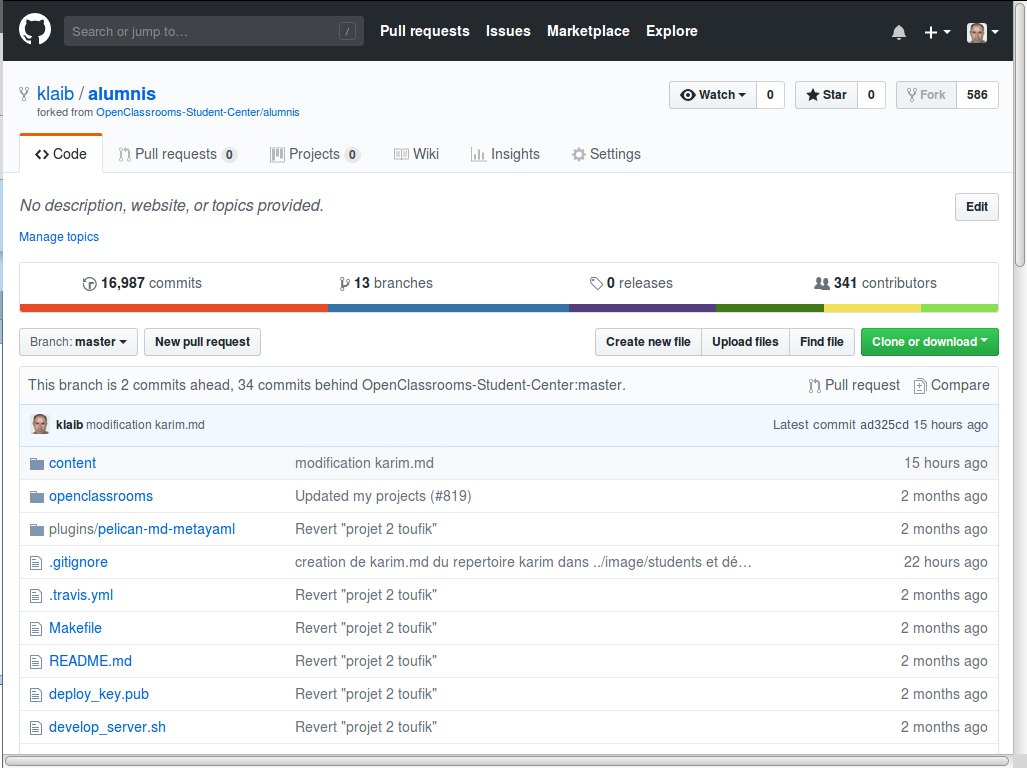 Search or jump to… / Pull requests Issues Marketplace Explore
klaib / alumnis Watch 0 Star 0 Fork 586
forked from OpenClassrooms-Student-Center/alumnis
Code Pull requests 0 Projects 0 Wiki Insights Settings
No description, website, or topics provided. Edit
Manage topics
16,987 commits 13 branches 0 releases 341 contributors
Branch: master New pull request Create new file Upload files Find file Clone or download
This branch is 2 commits ahead, 34 commits behind OpenClassrooms-Student-Center:master. Pull request Compare
klaib modification karim.md Latest commit ad325cd 15 hours ago
content modification karim.md 15 hours ago
openclassrooms Updated my projects (#819) 2 months ago
plugins/pelican-md-metayaml Revert "projet 2 toufik" 2 months ago
.gitignore creation de karim.md du repertoire karim dans ../image/students et dé… 22 hours ago
.travis.yml Revert "projet 2 toufik" 2 months ago
Makefile Revert "projet 2 toufik" 2 months ago
README.md Revert "projet 2 toufik" 2 months ago
deploy_key.pub Revert "projet 2 toufik" 2 months ago
develop_server.sh Revert "projet 2 toufik" 2 months ago